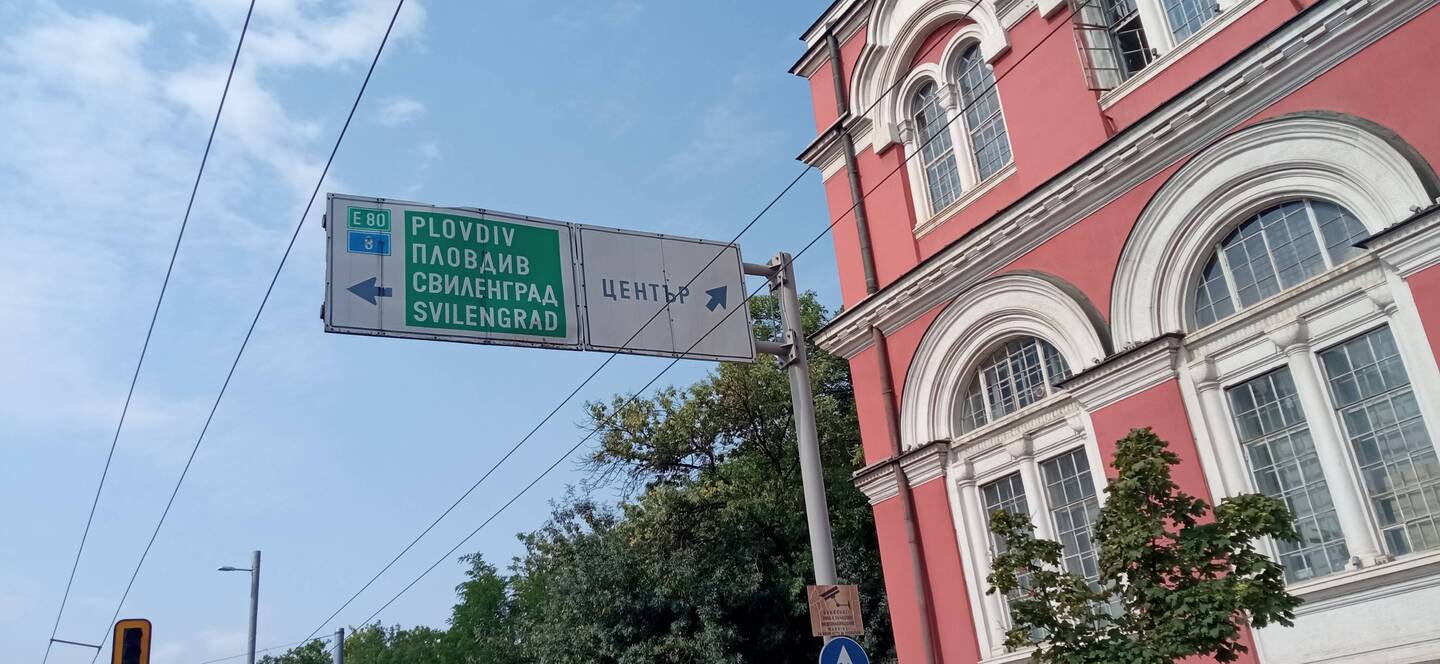 E 80
8
PLOVDIV
ПЛОВДИВ
СВИЛЕНГРАД
SVILENGRAD
ЦЕНТЪР